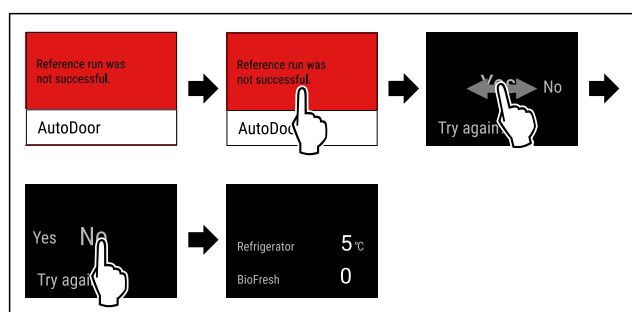 Reference run was
not successful.
AutoDoor
Reference run was
not successful.
No
Try again
Yes
No
Try again
Refrigerator 5 °C
BioFresh 0